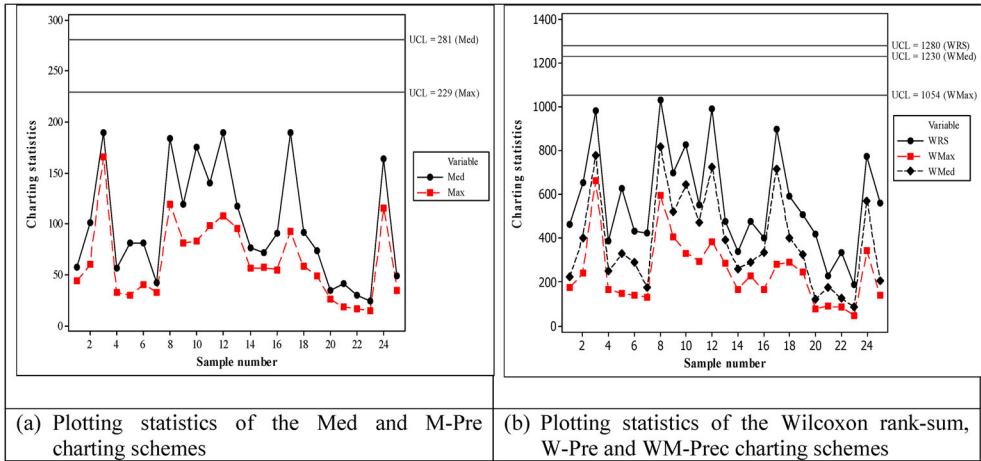 300
250
200
150
100
50
0
Charting statistics
UCL = 281 (Med)
UCL = 229 (Max)
Variable
Med
Max
2 4 6 8 10 12 14 16 18 20 22 24
Sample number
1400
1200
1000
800
600
400
200
0
Charting statistics
UCL = 1280 (WRS)
UCL = 1230 (WMed)
UCL = 1054 (WMax)
Variable
WRS
WMax
WMed
2 4 6 8 10 12 14 16 18 20 22 24
Sample number
(a) Plotting statistics of the Med and M-Pre
charting schemes
(b) Plotting statistics of the Wilcoxon rank-sum,
W-Pre and WM-Prec charting schemes